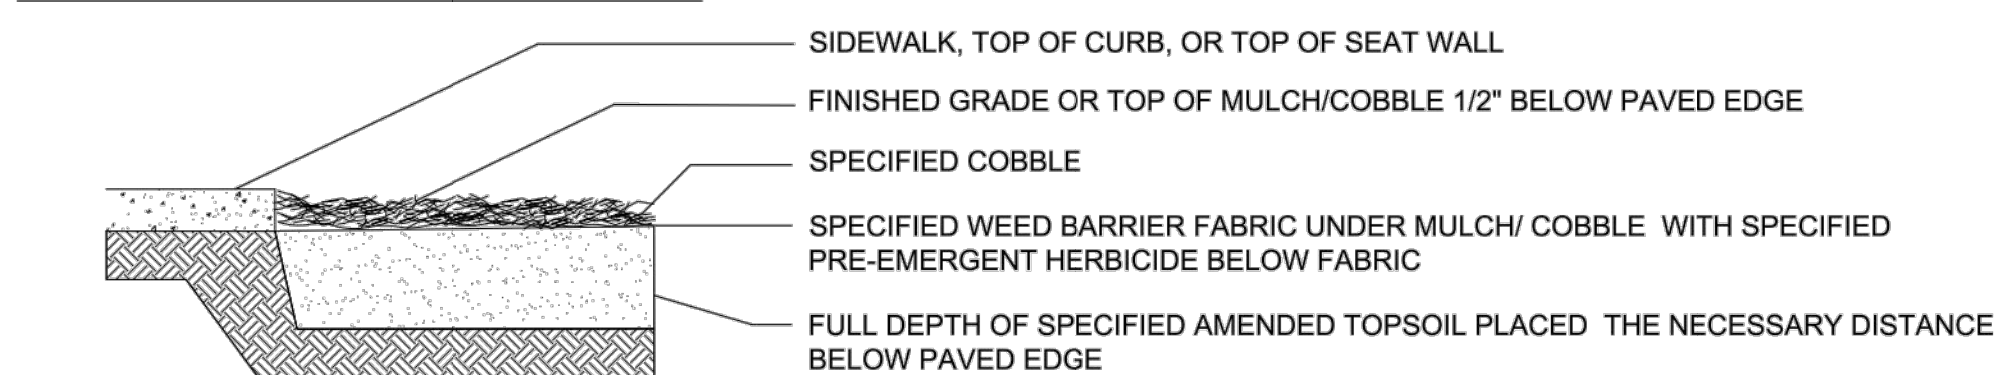 SIDEWALK, TOP OF CURB, OR TOP OF SEAT WALL
FINISHED GRADE OR TOP OF MULCH/COBBLE 1/2" BELOW PAVED EDGE
SPECIFIED COBBLE
SPECIFIED WEED BARRIER FABRIC UNDER MULCH/ COBBLE  WITH SPECIFIED
PRE-EMERGENT HERBICIDE BELOW FABRIC
FULL DEPTH OF SPECIFIED AMENDED TOPSOIL PLACED  THE NECESSARY DISTANCE
BELOW PAVED EDGE